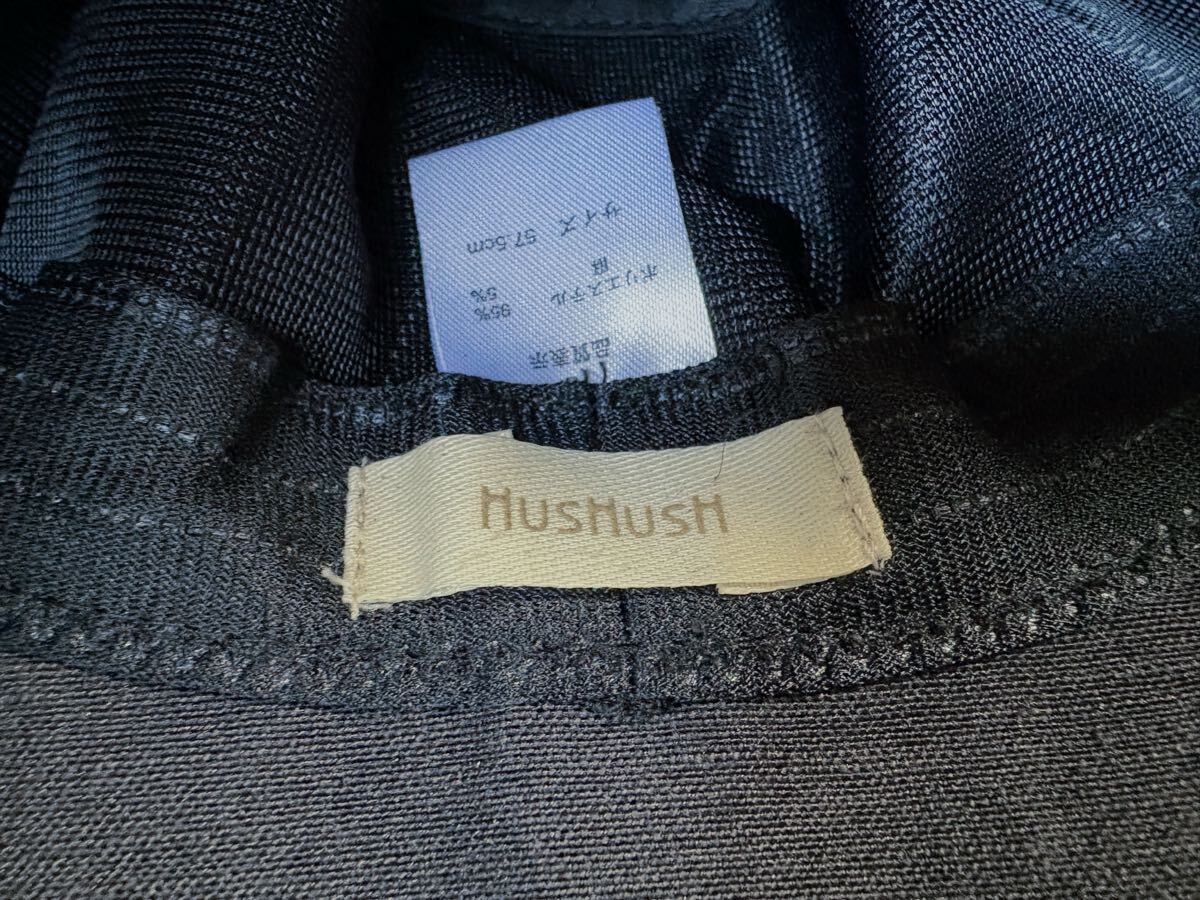 品質表示
ポリエステル 95%
麻 5%
サイズ 57.5cm
HUSHUSH